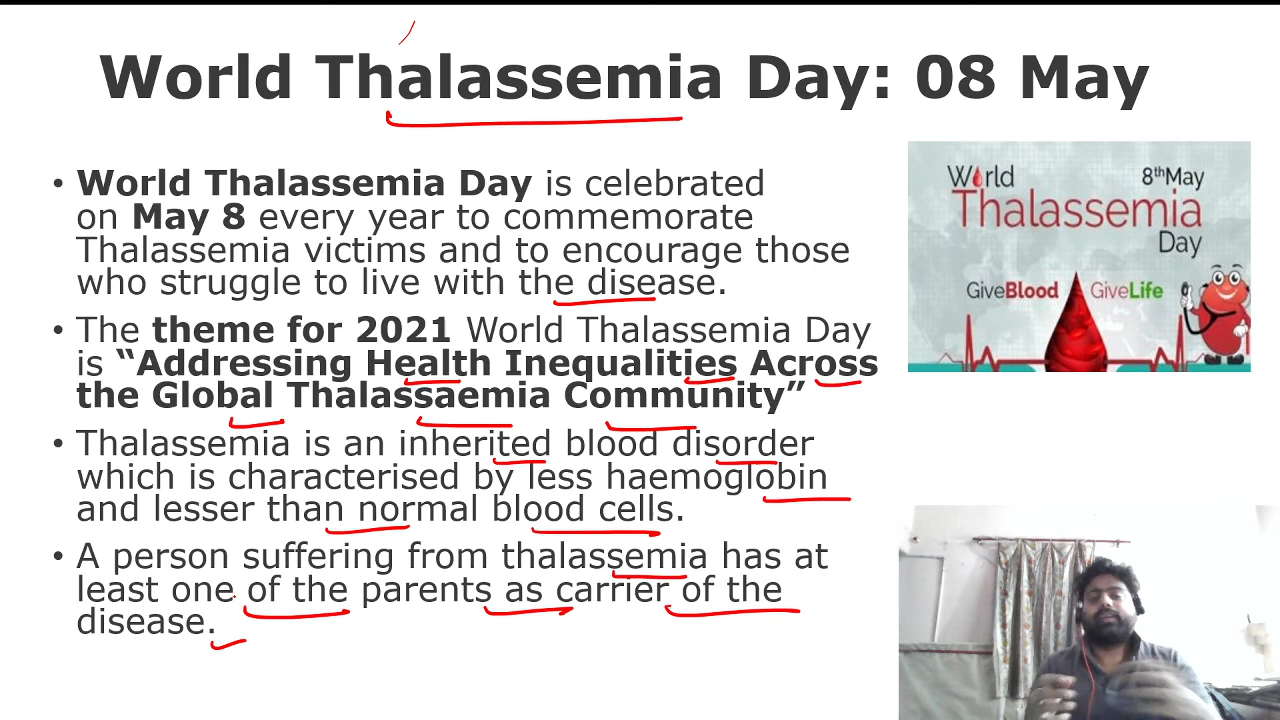 World Thalassemia Day: 08 May
• World Thalassemia Day is celebrated
on May 8 every year to commemorate
Thalassemia victims and to encourage those
who struggle to live with the disease.
• The theme for 2021 World Thalassemia Day
is “Addressing Health Inequalities Across
the Global Thalassaemia Community”
• Thalassemia is an inherited blood disorder
which is characterised by less haemoglobin
and lesser than normal blood cells.
• A person suffering from thalassemia has at
least one of the parents as carrier of the
disease.
World 8thMay
Thalassemia
Day
GiveBlood GiveLife